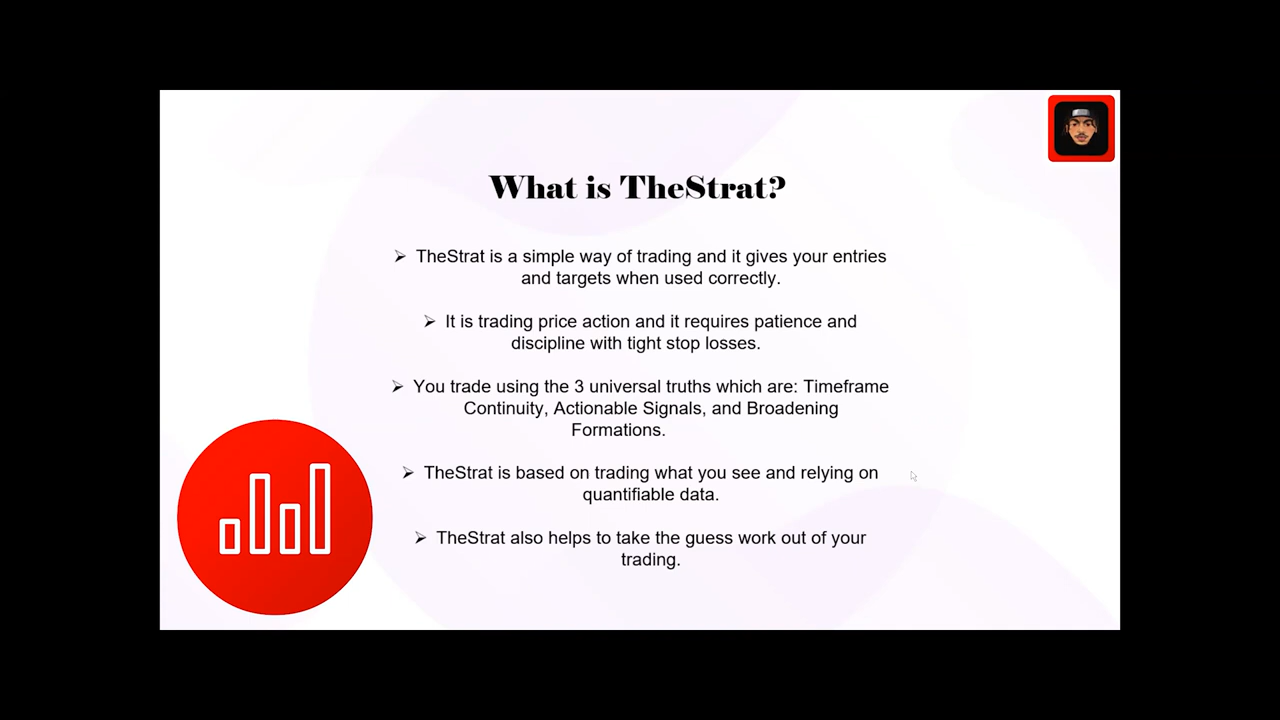 What is TheStrat?
➢ TheStrat is a simple way of trading and it gives your entries
and targets when used correctly.
➢ It is trading price action and it requires patience and
discipline with tight stop losses.
➢ You trade using the 3 universal truths which are: Timeframe
Continuity, Actionable Signals, and Broadening
Formations.
➢ TheStrat is based on trading what you see and relying on
quantifiable data.
➢ TheStrat also helps to take the guess work out of your
trading.